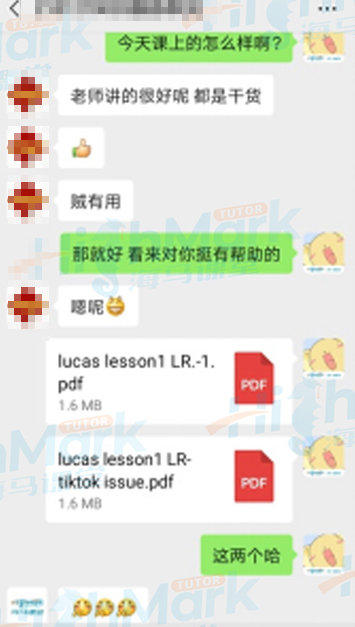 今天课上的怎么样啊?
老师讲的很好呢 都是干货
贼有用
那就好 看来对你挺有帮助的
嗯呢
lucas lesson1 LR.-1.
pdf
PDF
1.6 MB
lucas lesson1 LR-
tiktok issue.pdf
PDF
1.6 MB
这两个哈
HighMark
TUTOR
海马课堂